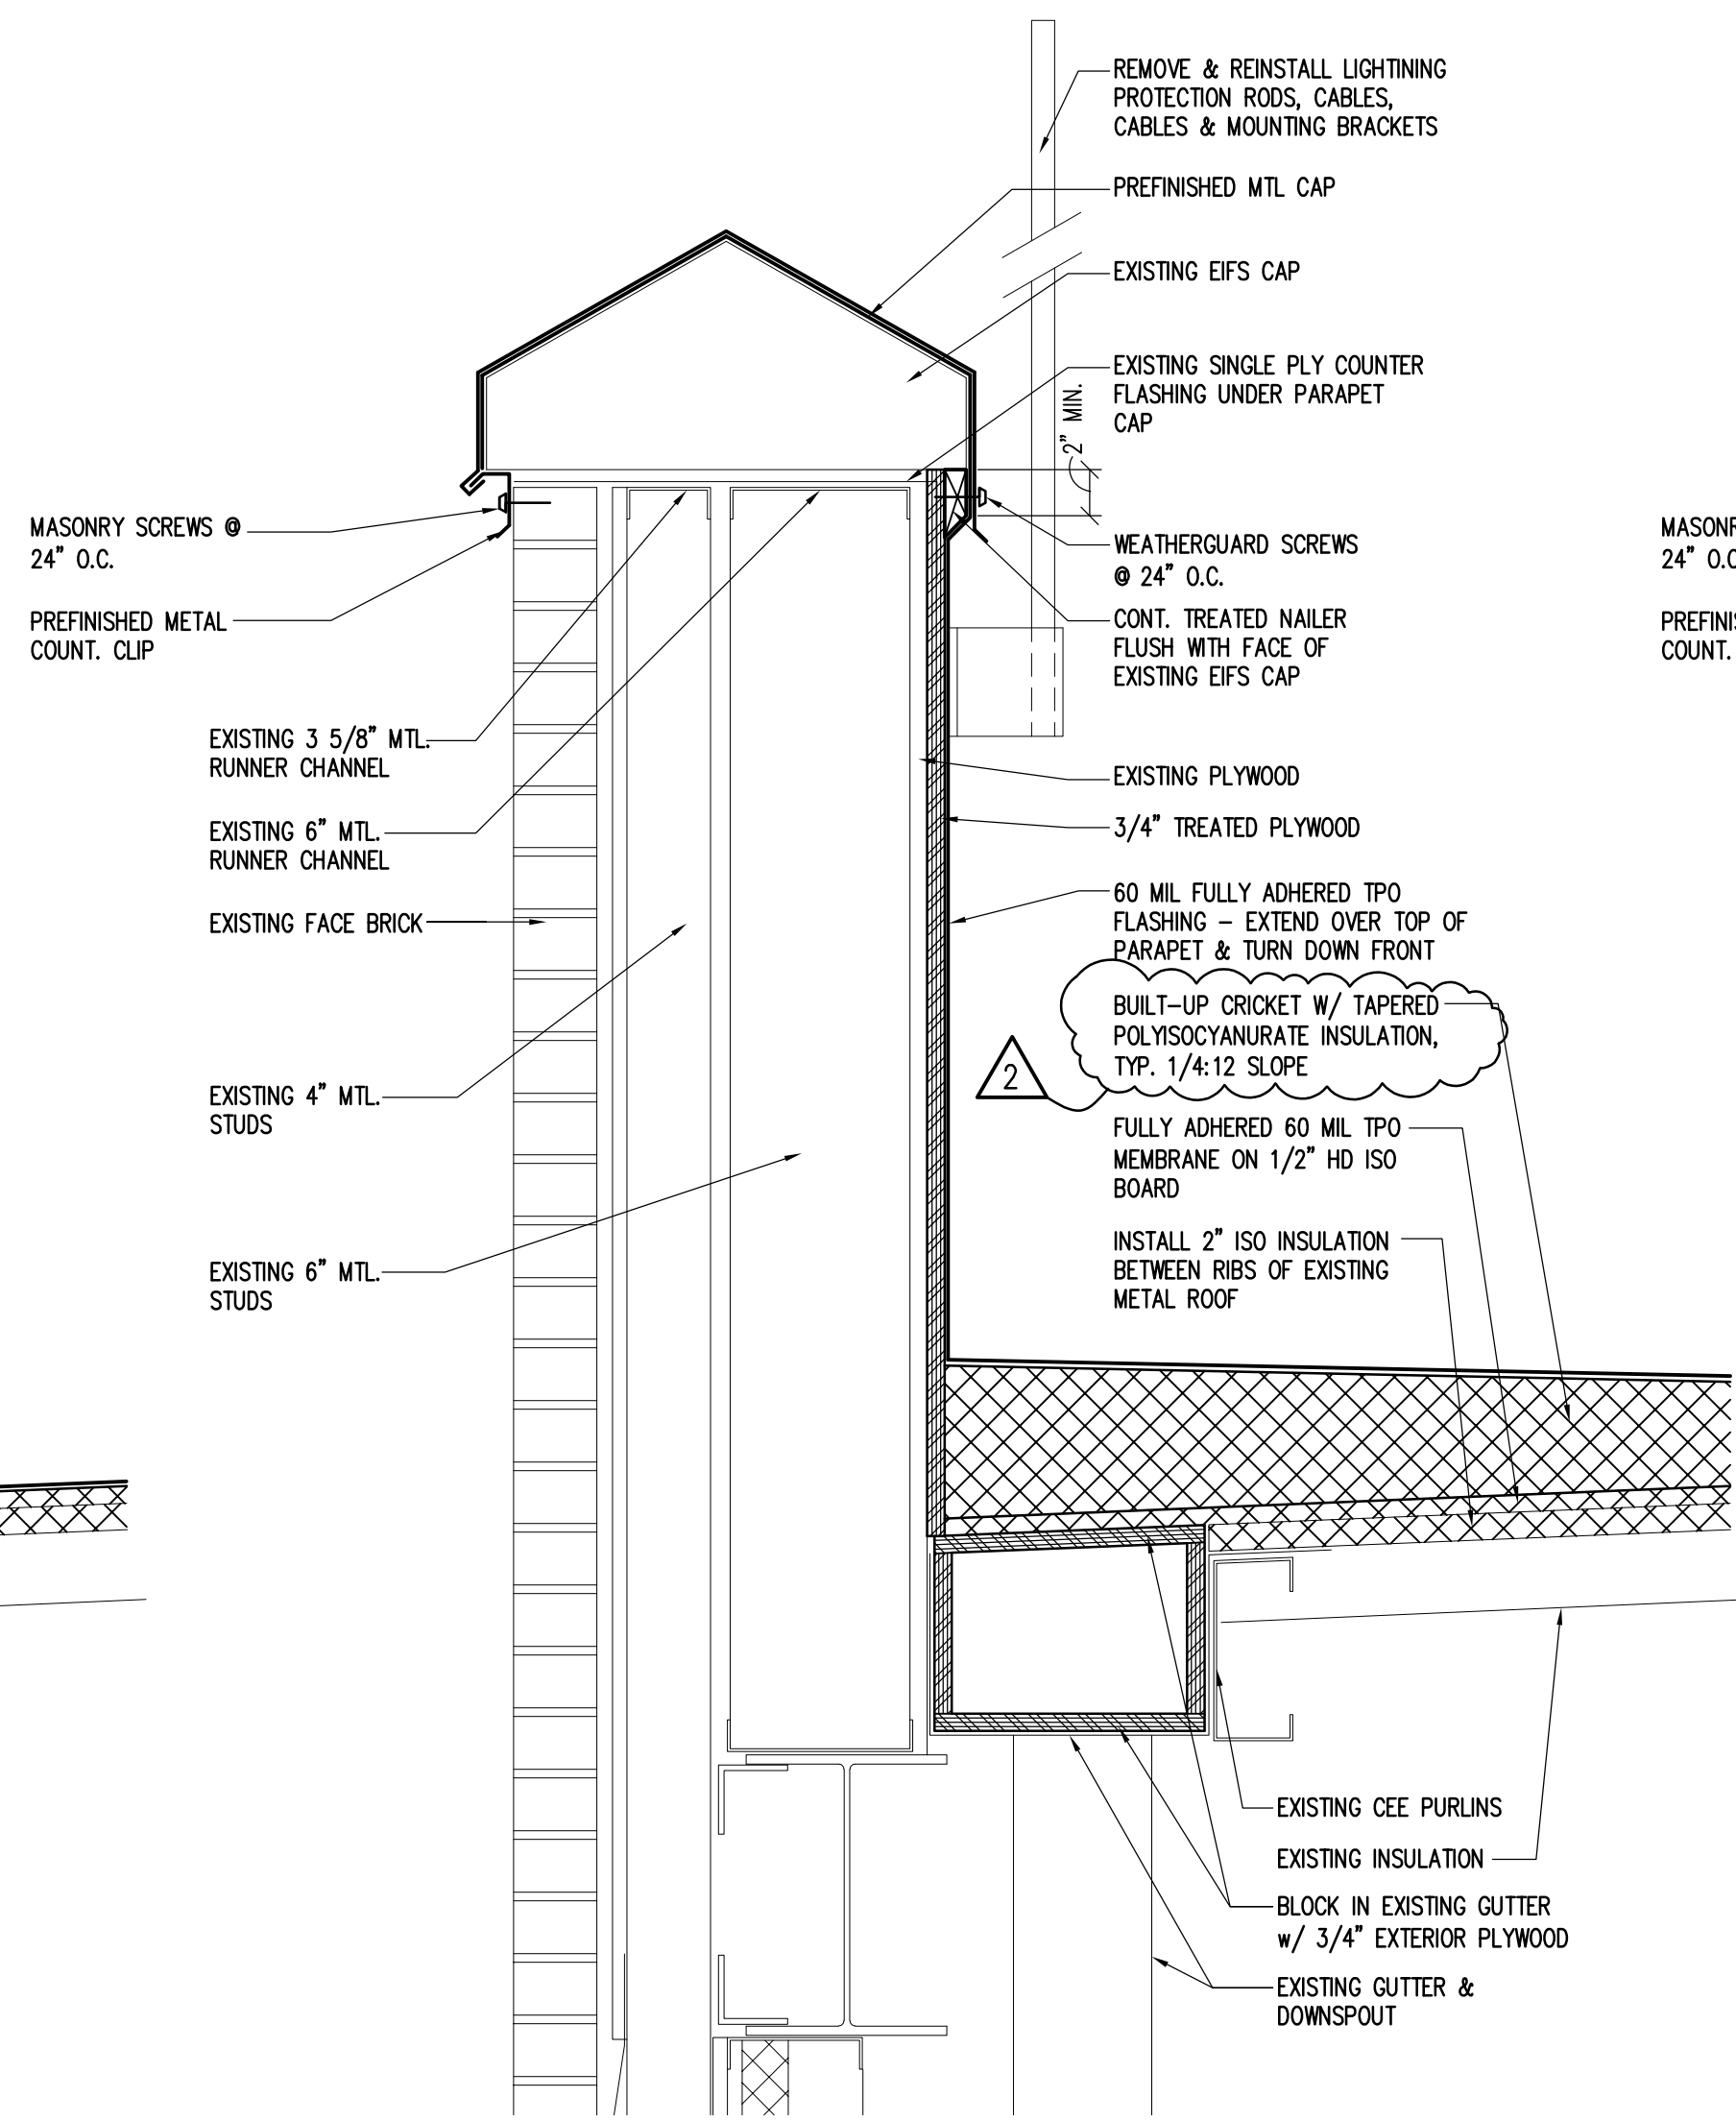 REMOVE & REINSTALL LIGHTINING
PROTECTION RODS, CABLES,
CABLES & MOUNTING BRACKETS
PREFINISHED MTL CAP
EXISTING EIFS CAP
EXISTING SINGLE PLY COUNTER
FLASHING UNDER PARAPET
CAP
2" MIN.
MASONRY SCREWS @
24" O.C.
PREFINISHED METAL
COUNT. CLIP
WEATHERGUARD SCREWS
@ 24" O.C.
CONT. TREATED NAILER
FLUSH WITH FACE OF
EXISTING EIFS CAP
MASONR
24" O.C
PREFINIS
COUNT.
EXISTING 3 5/8" MTL.
RUNNER CHANNEL
EXISTING 6" MTL.
RUNNER CHANNEL
EXISTING FACE BRICK
EXISTING 4" MTL.
STUDS
EXISTING 6" MTL.
STUDS
EXISTING PLYWOOD
3/4" TREATED PLYWOOD
60 MIL FULLY ADHERED TPO
FLASHING - EXTEND OVER TOP OF
PARAPET & TURN DOWN FRONT
BUILT-UP CRICKET W/ TAPERED
POLYISOCYANURATE INSULATION,
TYP. 1/4:12 SLOPE
2
FULLY ADHERED 60 MIL TPO
MEMBRANE ON 1/2" HD ISO
BOARD
INSTALL 2" ISO INSULATION
BETWEEN RIBS OF EXISTING
METAL ROOF
EXISTING CEE PURLINS
EXISTING INSULATION
BLOCK IN EXISTING GUTTER
w/ 3/4" EXTERIOR PLYWOOD
EXISTING GUTTER &
DOWNSPOUT